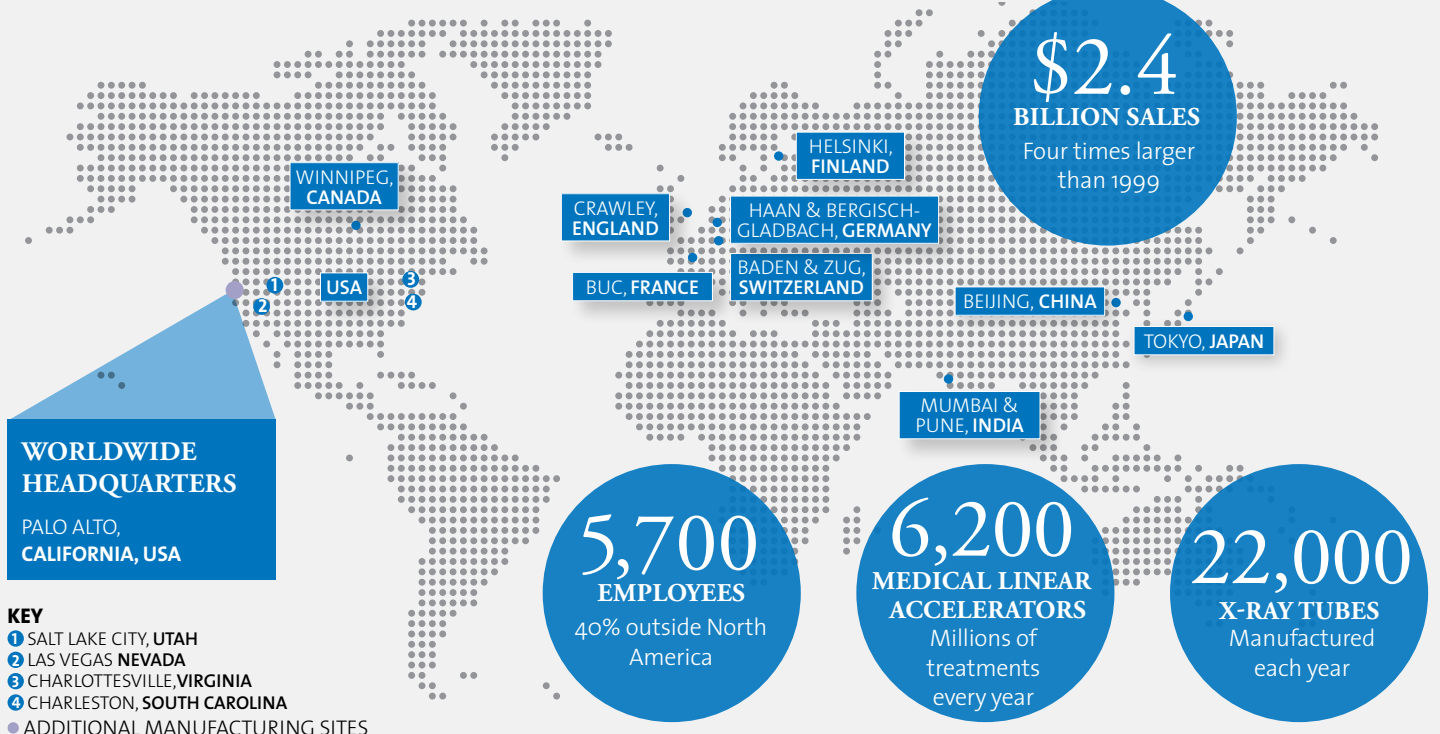 $2.4
BILLION SALES
Four times larger
than 1999
HELSINKI,
FINLAND
WINNIPEG,
CANADA
CRAWLEY,
ENGLAND
HAAN & BERGISCH-
GLADBACH, GERMANY
BADEN & ZUG,
SWITZERLAND
BUC, FRANCE
1
2
USA
3
4
BEIJING, CHINA
TOKYO, JAPAN
MUMBAI &
PUNE, INDIA
WORLDWIDE
HEADQUARTERS
PALO ALTO,
CALIFORNIA, USA
5,700
EMPLOYEES
40% outside North
America
6,200
MEDICAL LINEAR
ACCELERATORS
Millions of
treatments
every year
22,000
X-RAY TUBES
Manufactured
each year
KEY
1 SALT LAKE CITY, UTAH
2 LAS VEGAS NEVADA
3 CHARLOTTESVILLE,VIRGINIA
4 CHARLESTON, SOUTH CAROLINA
ADDITIONAL MANUFACTURING SITES